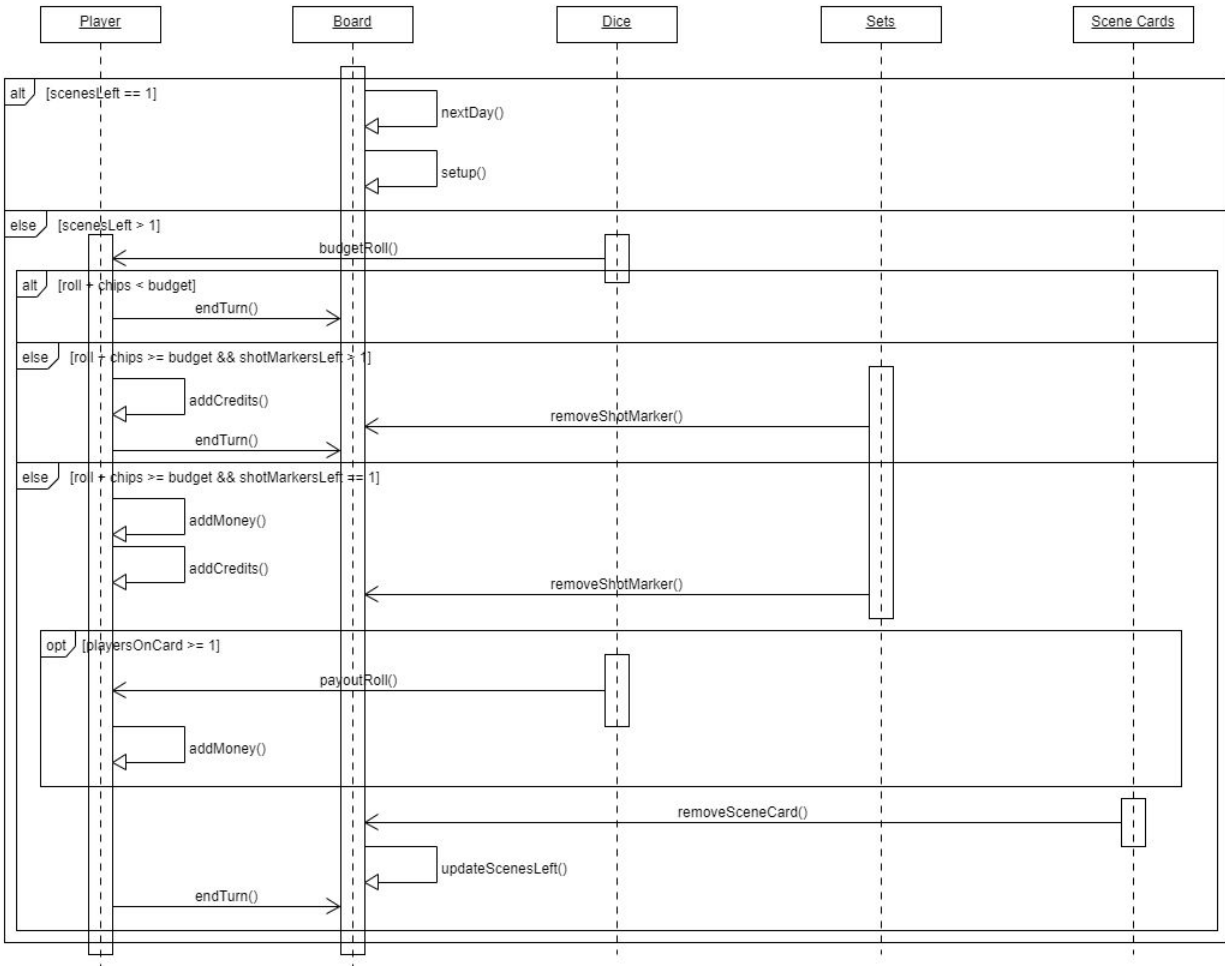 Player
Board
Dice
Sets
Scene Cards
alt [scenesLeft == 1]
nextDay()
setup()
else [scenesLeft > 1]
budgetRoll()
alt [roll + chips < budget]
endTurn()
else [roll + chips >= budget && shotMarkersLeft > 1]
addCredits()
removeShotMarker()
endTurn()
else [roll + chips >= budget && shotMarkersLeft == 1]
addMoney()
addCredits()
removeShotMarker()
opt [playersOnCard >= 1]
payoutRoll()
addMoney()
removeSceneCard()
updateScenesLeft()
endTurn()